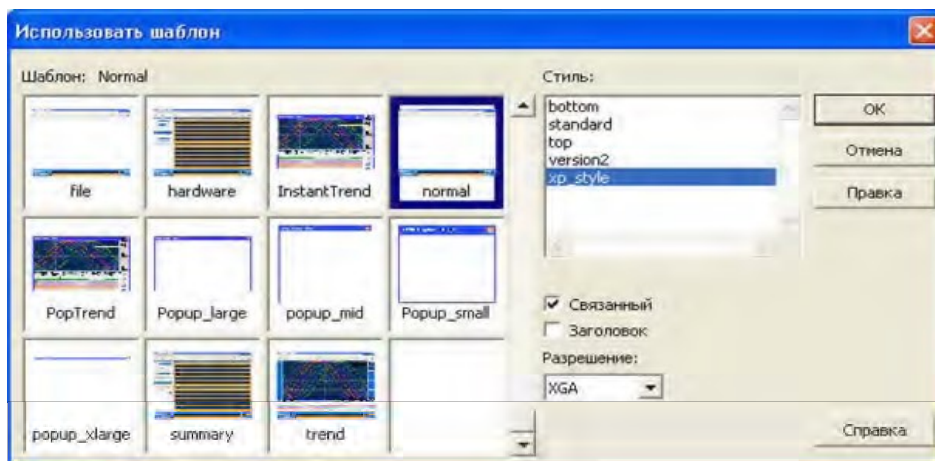 Использовать шаблон
Шаблон: Normal
file
hardware
InstantTrend
normal
PopTrend
Popup_large
popup_mid
Popup_small
popup_xlarge
summary
trend
Стиль:
bottom
standard
top
version2
xp_style
Связанный
Заголовок
Разрешение:
XGA
OK
Отмена
Правка
Справка